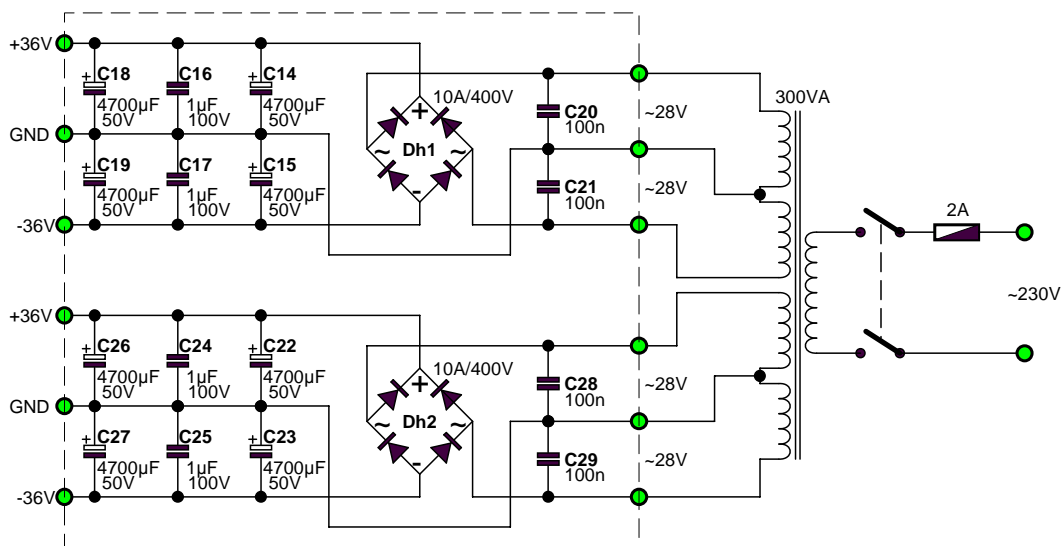 +36V
C18
4700µF
50V
+
C16
1µF
100V
C14
4700µF
50V
+
GND
C19
4700µF
50V
+
C17
1µF
100V
C15
4700µF
50V
+
-36V
10A/400V
+
~
Dh1
~
-
C20
100n
C21
100n
~28V
~28V
300VA
2A
~230V
+36V
C26
4700µF
50V
+
C24
1µF
100V
C22
4700µF
50V
+
GND
C27
4700µF
50V
+
C25
1µF
100V
C23
4700µF
50V
+
-36V
10A/400V
+
~
Dh2
~
-
C28
100n
C29
100n
~28V
~28V